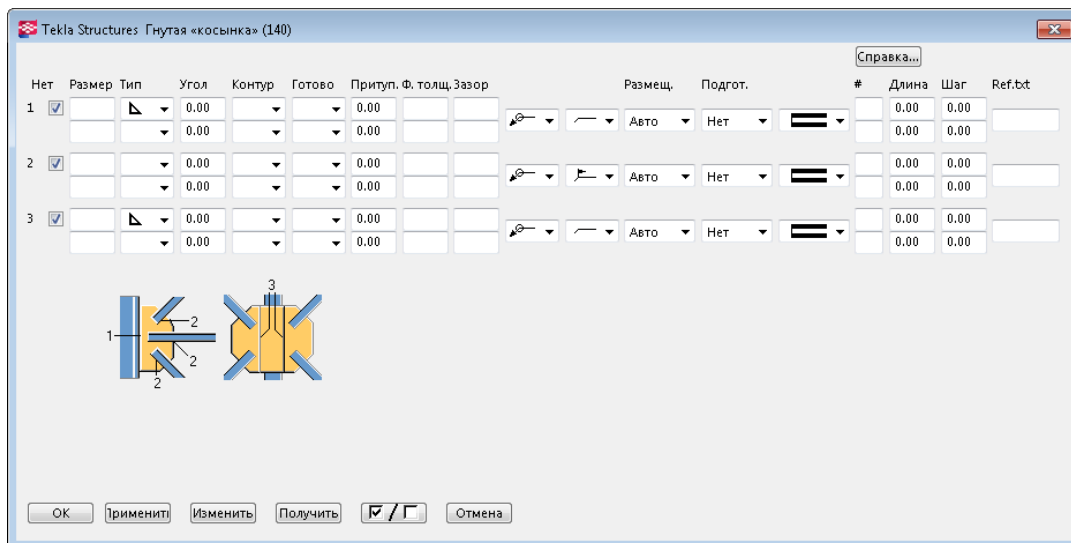 Tekla Structures Гнутая «косынка» (140)
Справка...
Нет Размер Тип Угол Контур Готово Притуп. Ф. толщ. Зазор Размещ. Подгот. # Длина Шаг Ref.txt
1 0.00 0.00 Авто Нет 0.00 0.00
0.00 0.00 0.00 0.00
2 0.00 0.00 Авто Нет 0.00 0.00
0.00 0.00 0.00 0.00
3 0.00 0.00 Авто Нет 0.00 0.00
0.00 0.00 0.00 0.00
3
2
1
2
2
ОК Применить Изменить Получить / Отмена